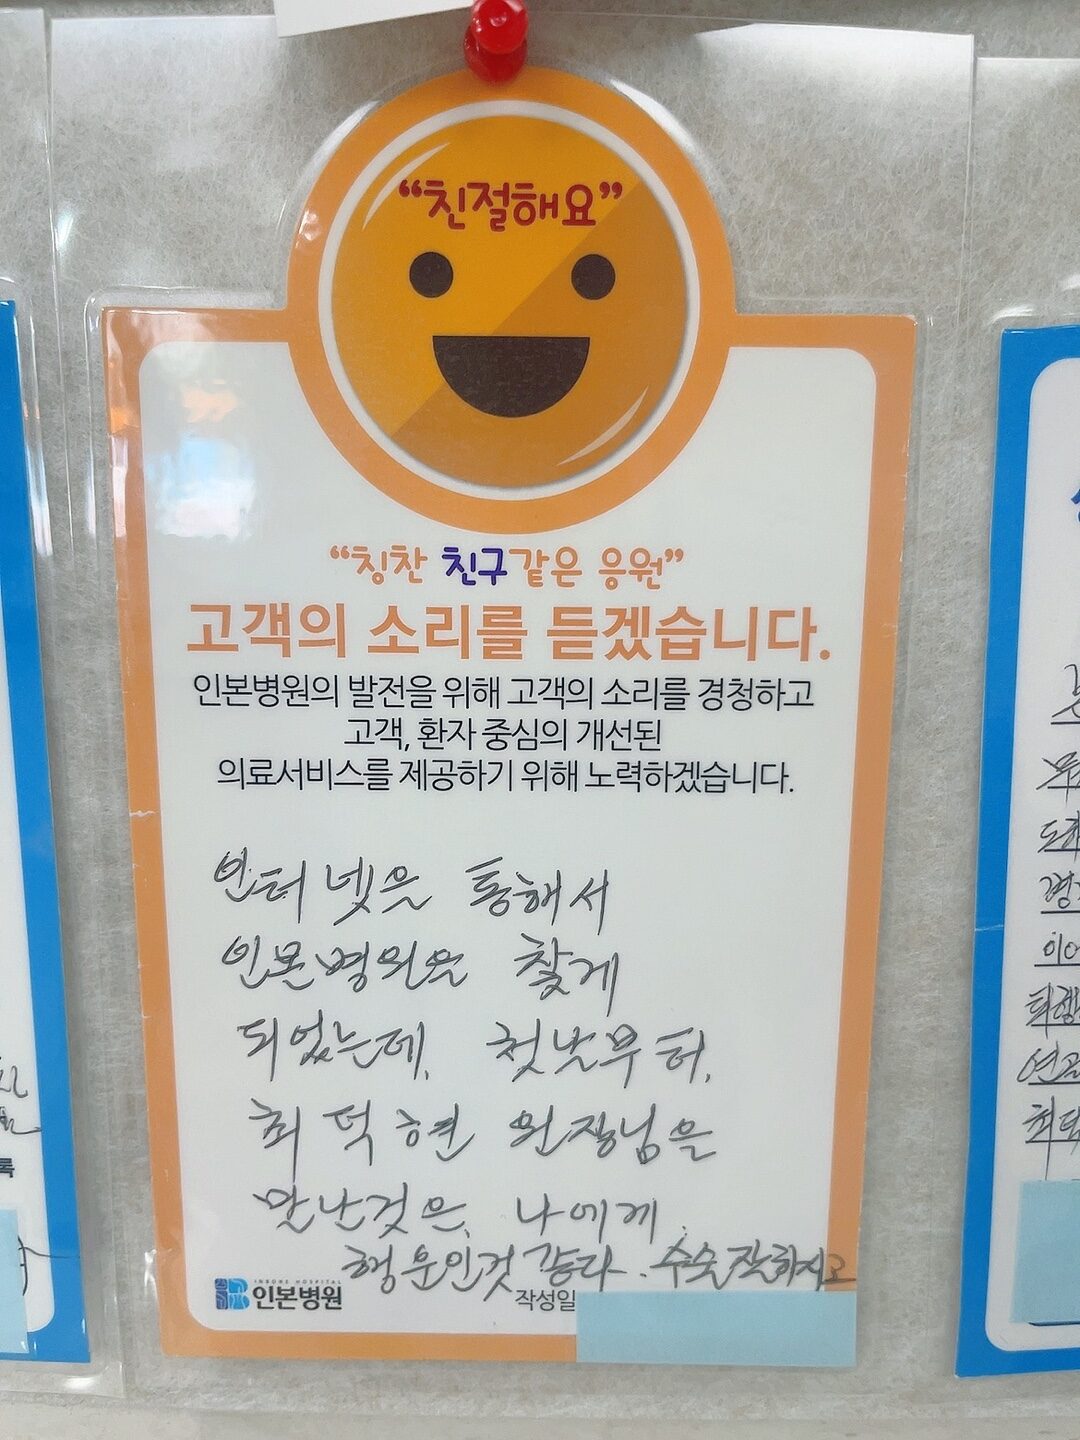 “친절해요”
“칭찬 친구같은 응원”
고객의 소리를 듣겠습니다.
인본병원의 발전을 위해 고객의 소리를 경청하고
고객, 환자 중심의 개선된
의료서비스를 제공하기 위해 노력하겠습니다.
인터넷을 통해서
인본병원을 찾게
되었는데, 첫날부터,
최덕현 원장님을
만난것은, 나에게,
행운인것 같다. 수술 잘하시고
INBONE HOSPITAL
인본병원
작성일
록